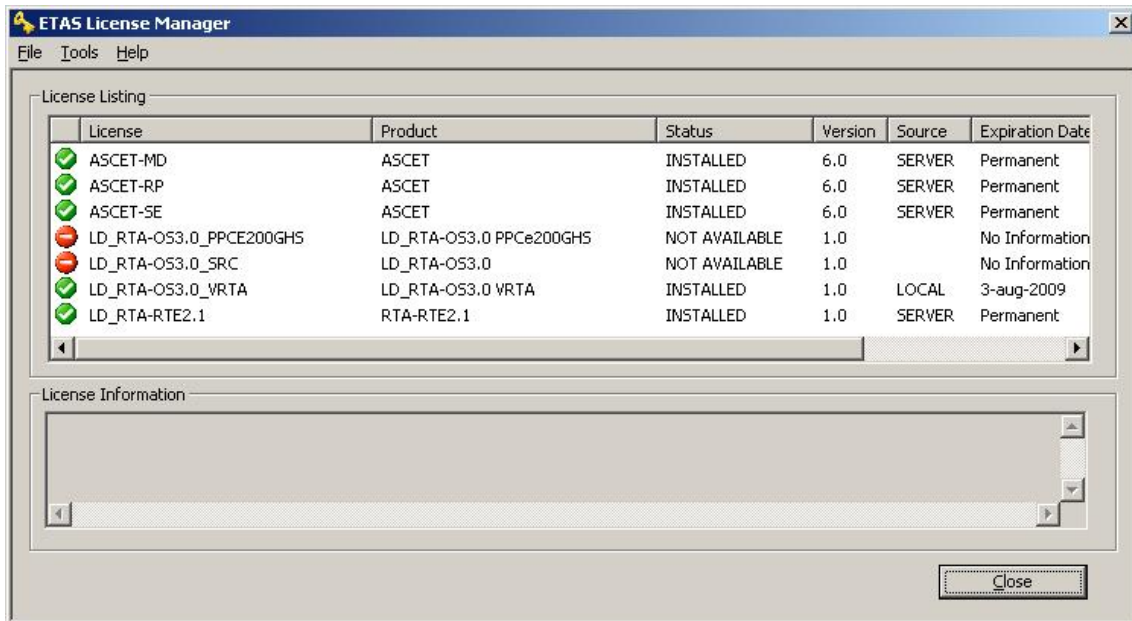 ETAS License Manager
File Tools Help
License Listing
License Product Status Version Source Expiration Date
ASCET-MD ASCET INSTALLED 6.0 SERVER Permanent
ASCET-RP ASCET INSTALLED 6.0 SERVER Permanent
ASCET-SE ASCET INSTALLED 6.0 SERVER Permanent
LD_RTA-OS3.0_PPCE200GHS LD_RTA-OS3.0 PPCe200GHS NOT AVAILABLE 1.0 No Information
LD_RTA-OS3.0_SRC LD_RTA-OS3.0 NOT AVAILABLE 1.0 No Information
LD_RTA-OS3.0_VRTA LD_RTA-OS3.0 VRTA INSTALLED 1.0 LOCAL 3-aug-2009
LD_RTA-RTE2.1 RTA-RTE2.1 INSTALLED 1.0 SERVER Permanent
License Information
Close